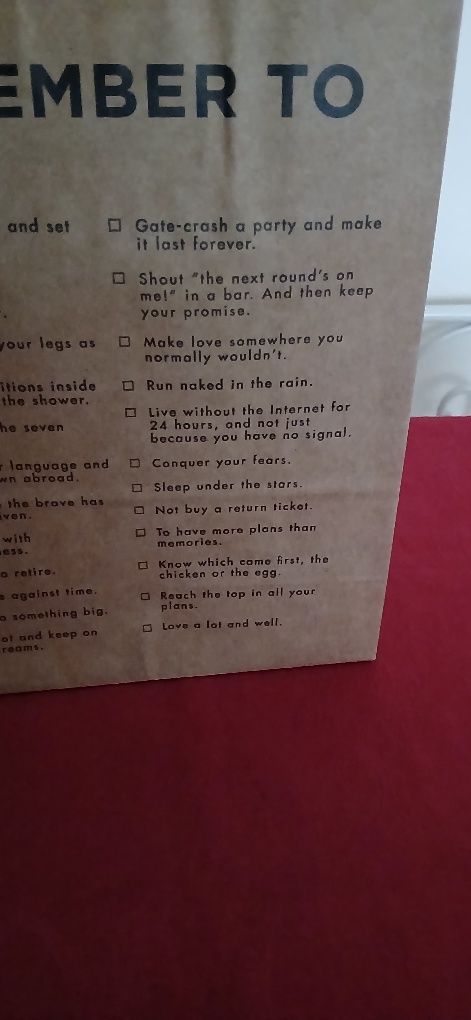 EMBER TO
and set
your legs as
itions inside
the shower.
he seven
r language and
wn abroad.
the brave has
iven.
with
ess.
o retire.
s against time.
o something big.
ot and keep on
reams.
☐ Gate-crash a party and make
it last forever.
☐ Shout "the next round's on
me!" in a bar. And then keep
your promise.
☐ Make love somewhere you
normally wouldn't.
☐ Run naked in the rain.
☐ Live without the Internet for
24 hours, and not just
because you have no signal.
☐ Conquer your fears.
☐ Sleep under the stars.
☐ Not buy a return ticket.
☐ To have more plans than
memories.
☐ Know which came first, the
chicken or the egg.
☐ Reach the top in all your
plans.
☐ Love a lot and well.